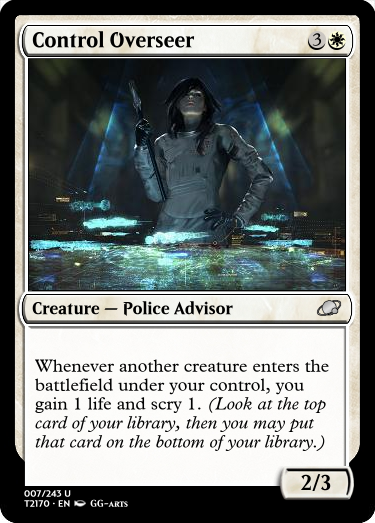 Control Overseer
3
Creature — Police Advisor
Whenever another creature enters the
battlefield under your control, you
gain 1 life and scry 1. (Look at the top
card of your library, then you may put
that card on the bottom of your library.)
2/3
007/243 U
T2170 • EN GG-ARTS